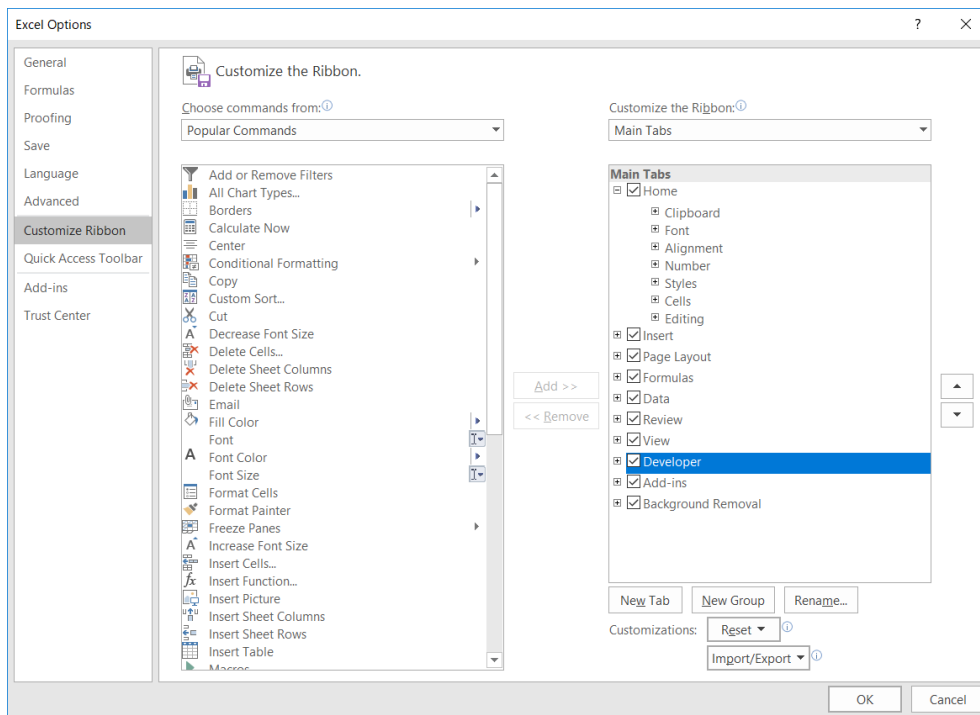 Excel Options
?
General
Formulas
Proofing
Save
Language
Advanced
Customize Ribbon
Quick Access Toolbar
Add-ins
Trust Center
Customize the Ribbon.
Choose commands from:
Popular Commands
Add or Remove Filters
All Chart Types...
Borders
Calculate Now
Center
Conditional Formatting
Copy
Custom Sort...
Cut
Decrease Font Size
Delete Cells...
Delete Sheet Columns
Delete Sheet Rows
Email
Fill Color
Font
Font Color
Font Size
Format Cells
Format Painter
Freeze Panes
Increase Font Size
Insert Cells...
Insert Function...
Insert Picture
Insert Sheet Columns
Insert Sheet Rows
Insert Table
Macros
Add >>
<< Remove
Customize the Ribbon:
Main Tabs
Main Tabs
Home
Clipboard
Font
Alignment
Number
Styles
Cells
Editing
Insert
Page Layout
Formulas
Data
Review
View
Developer
Add-ins
Background Removal
New Tab
New Group
Rename...
Customizations:
Reset
Import/Export
OK
Cancel